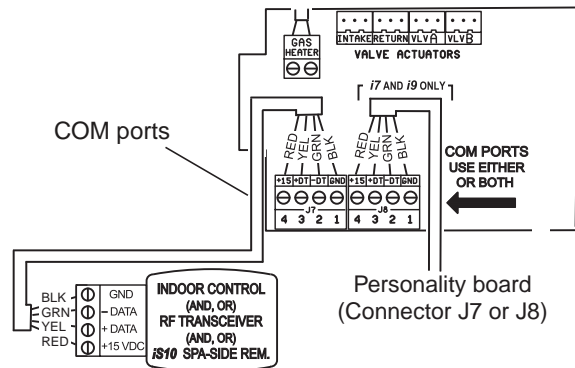 GAS
HEATER
INTAKE RETURN VLVA VLVB
VALVE ACTUATORS
i7 AND i9 ONLY
COM ports
RED YEL GRN BLK
RED YEL GRN BLK
COM PORTS
USE EITHER
OR BOTH
+15 +DT -DT GND
+15 +DT -DT GND
J7 J8
4 3 2 1
4 3 2 1
Personality board
(Connector J7 or J8)
BLK GND
GRN – DATA
YEL + DATA
RED +15 VDC
INDOOR CONTROL
(AND, OR)
RF TRANSCEIVER
(AND, OR)
iS10 SPA-SIDE REM.